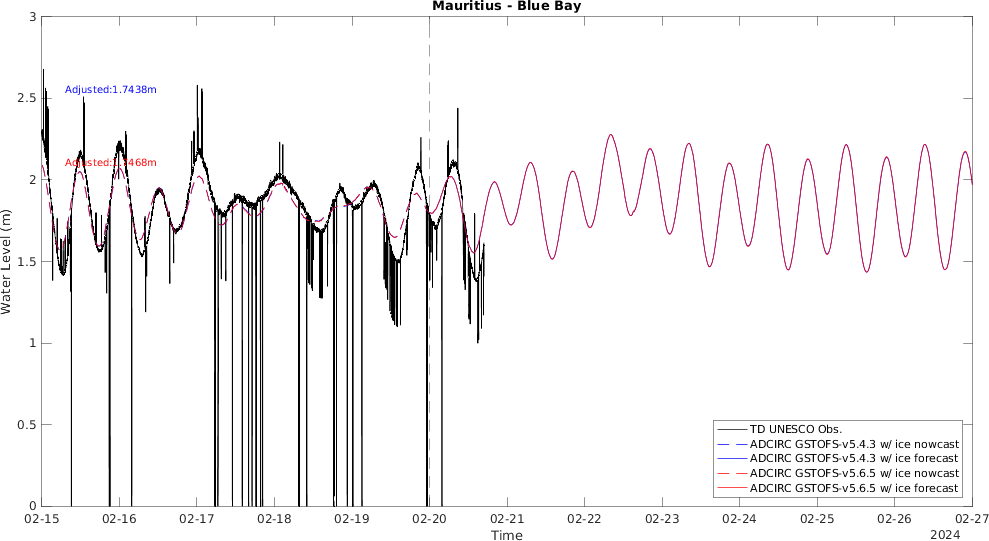 Mauritius - Blue Bay
3
2.5
2
1.5
1
0.5
0
Water Level (m)
Adjusted:1.7438m
02-15
02-16
02-17
02-18
02-19
02-20
02-21
02-22
02-23
02-24
02-25
02-26
02-27
Time
2024
TD UNESCO Obs.
ADCIRC GSTOFS-v5.4.3 w/ ice nowcast
ADCIRC GSTOFS-v5.4.3 w/ ice forecast
ADCIRC GSTOFS-v5.6.5 w/ ice nowcast
ADCIRC GSTOFS-v5.6.5 w/ ice forecast